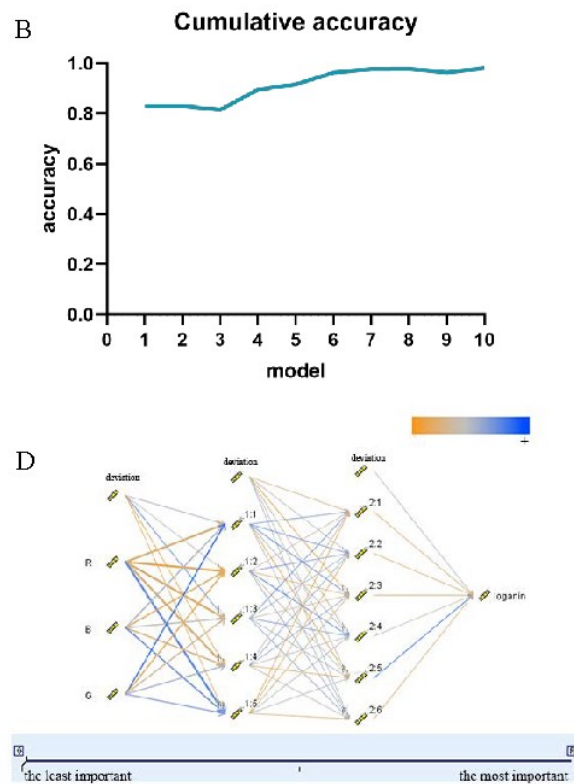 B
Cumulative accuracy
1.0
0.8
0.6
0.4
0.2
0.0
accuracy
0 1 2 3 4 5 6 7 8 9 10
model
+
D
deviation
deviation
deviation
R
B
G
1:1
1:2
1:3
1:4
1:5
2:1
2:2
2:3
2:4
2:5
2:6
loganin
the least important
the most important